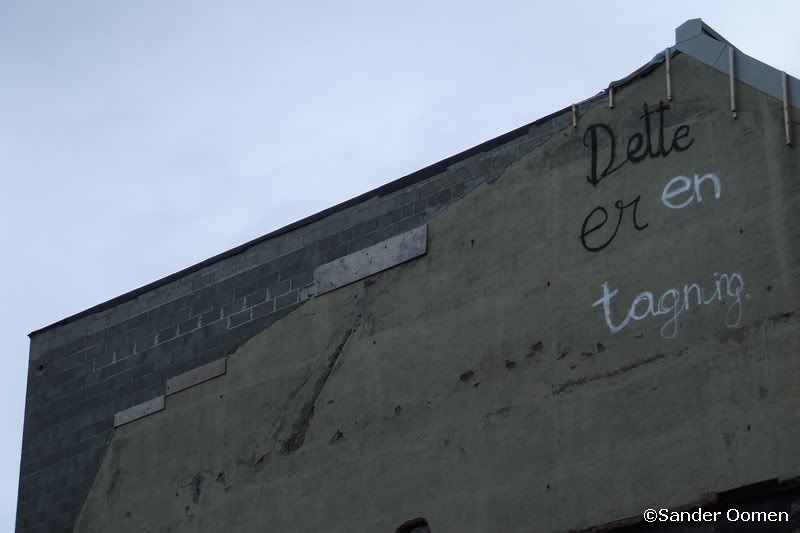 Dette
er en
tagning.
©Sander Oomen